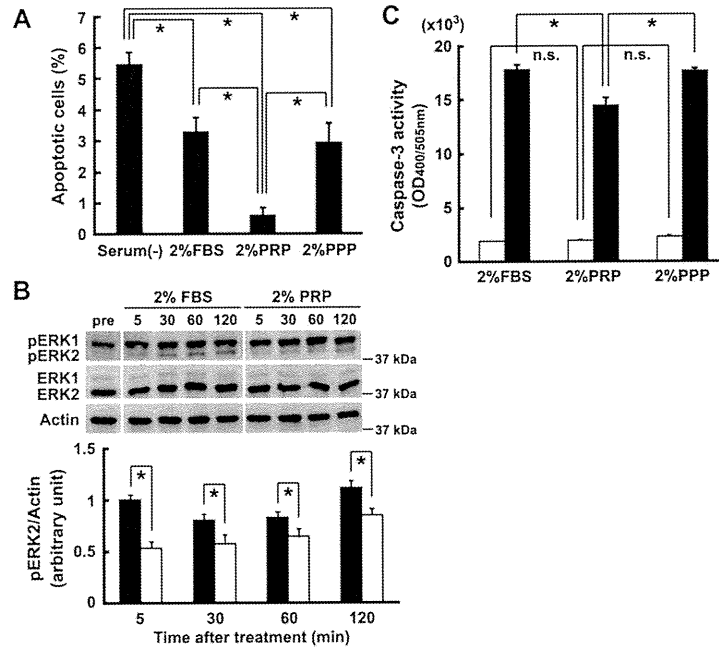 A
Apoptotic cells (%)
7
6
5
4
3
2
1
0
* * *
* *
Serum(-) 2%FBS 2%PRP 2%PPP
C
(x10³)
Caspase-3 activity
(OD400/505nm)
20
15
10
5
0
* *
n.s. n.s.
2%FBS 2%PRP 2%PPP
B
2% FBS 2% PRP
pre 5 30 60 120 5 30 60 120
pERK1
pERK2
37 kDa
ERK1
ERK2
37 kDa
Actin
37 kDa
pERK2/Actin
(arbitrary unit)
1.5
1
0.5
0
* * * *
5 30 60 120
Time after treatment (min)